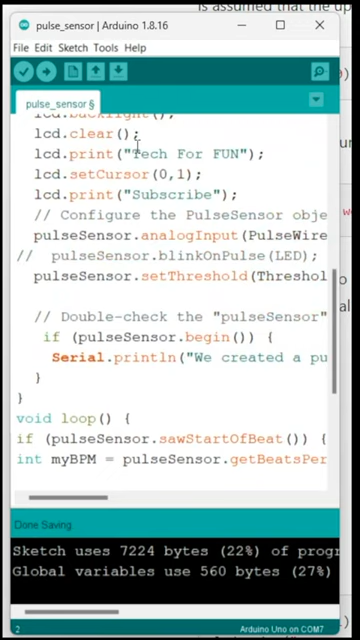 is assumed that the up
pulse_sensor | Arduino 1.8.16
File Edit Sketch Tools Help
pulse_sensor §
lcd.backlight();
lcd.clear();
lcd.print("Tech For FUN");
lcd.setCursor(0,1);
lcd.print("Subscribe");
// Configure the PulseSensor obje
pulseSensor.analogInput(PulseWire
// pulseSensor.blinkOnPulse(LED);
pulseSensor.setThreshold(Threshol
// Double-check the "pulseSensor"
if (pulseSensor.begin()) {
Serial.println("We created a pu
}
}
void loop() {
if (pulseSensor.sawStartOfBeat()) {
int myBPM = pulseSensor.getBeatsPer
Done Saving.
Sketch uses 7224 bytes (22%) of progr
Global variables use 560 bytes (27%)
2
Arduino Uno on COM7